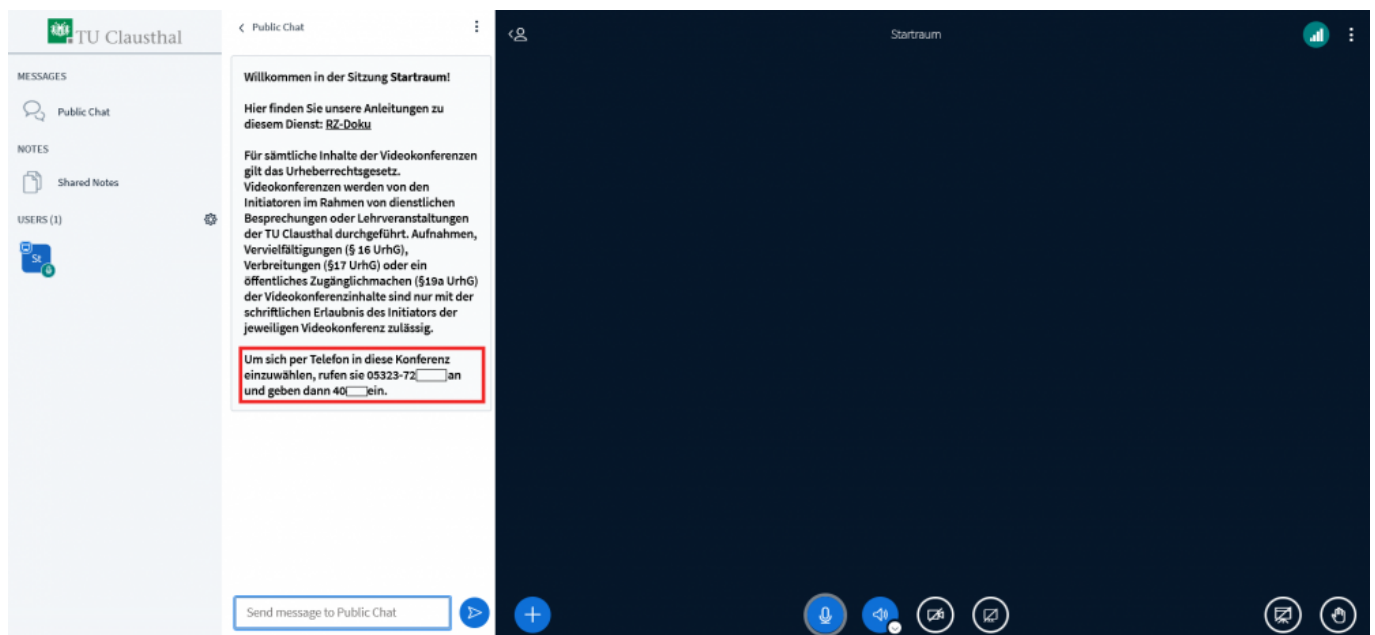 TU Clausthal
MESSAGES
Public Chat
NOTES
Shared Notes
USERS (1)
St
Public Chat
Willkommen in der Sitzung Startraum!
Hier finden Sie unsere Anleitungen zu
diesem Dienst: RZ-Doku
Für sämtliche Inhalte der Videokonferenzen
gilt das Urheberrechtsgesetz.
Videokonferenzen werden von den
Initiatoren im Rahmen von dienstlichen
Besprechungen oder Lehrveranstaltungen
der TU Clausthal durchgeführt. Aufnahmen,
Vervielfältigungen (§ 16 UrhG),
Verbreitungen (§17 UrhG) oder ein
öffentliches Zugänglichmachen (§19a UrhG)
der Videokonferenzinhalte sind nur mit der
schriftlichen Erlaubnis des Initiators der
jeweiligen Videokonferenz zulässig.
Um sich per Telefon in diese Konferenz
einzuwählen, rufen sie 05323-72 an
und geben dann 40 ein.
Send message to Public Chat
Startraum